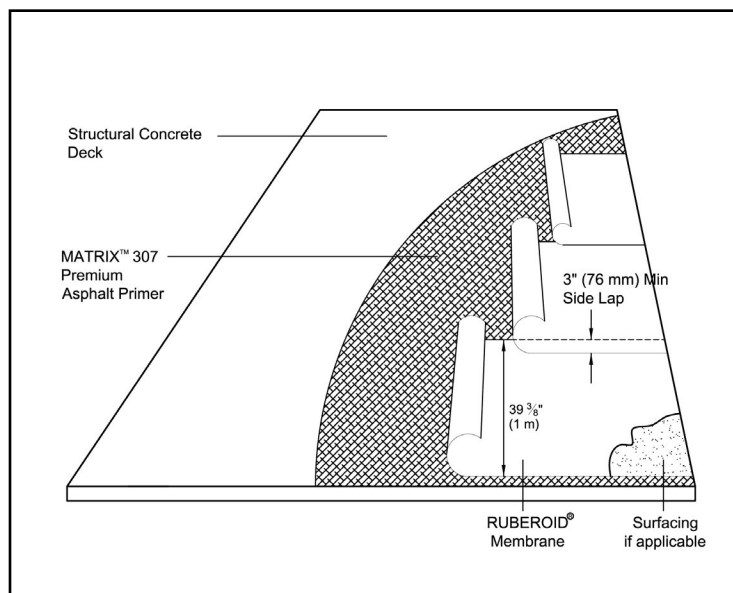 Structural Concrete
Deck
MATRIX™ 307
Premium
Asphalt Primer
3" (76 mm) Min
Side Lap
39 ⅜"
(1 m)
RUBEROID®
Membrane
Surfacing
if applicable